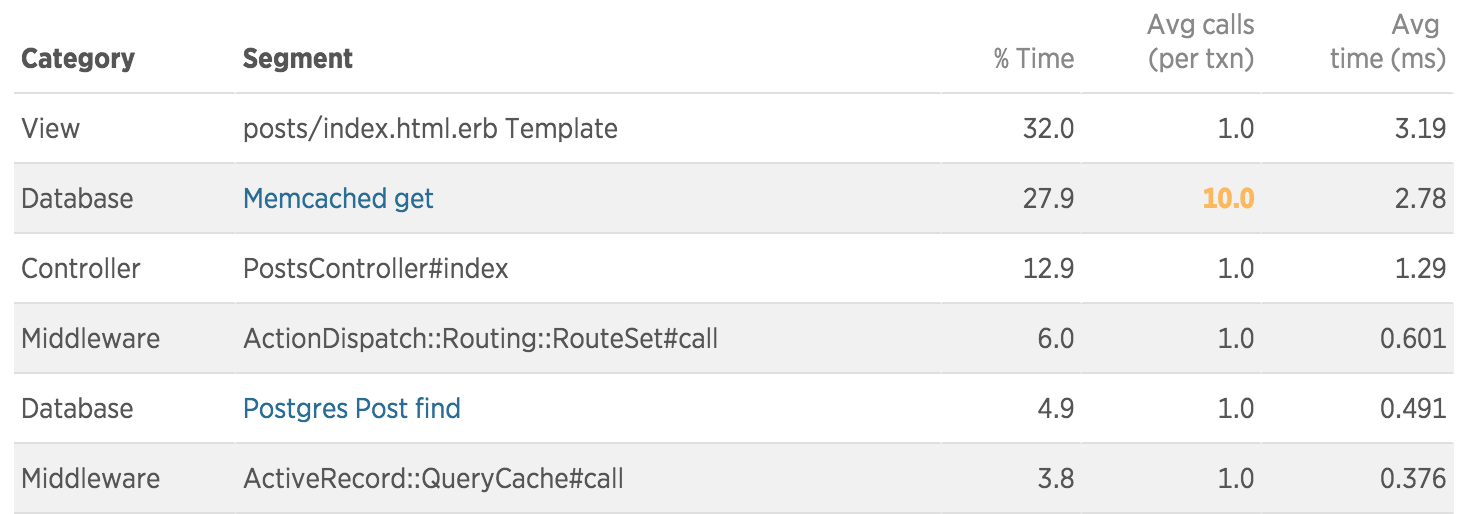 Category Segment % Time Avg calls (per txn) Avg time (ms)
View posts/index.html.erb Template 32.0 1.0 3.19
Database Memcached get 27.9 10.0 2.78
Controller PostsController#index 12.9 1.0 1.29
Middleware ActionDispatch::Routing::RouteSet#call 6.0 1.0 0.601
Database Postgres Post find 4.9 1.0 0.491
Middleware ActiveRecord::QueryCache#call 3.8 1.0 0.376